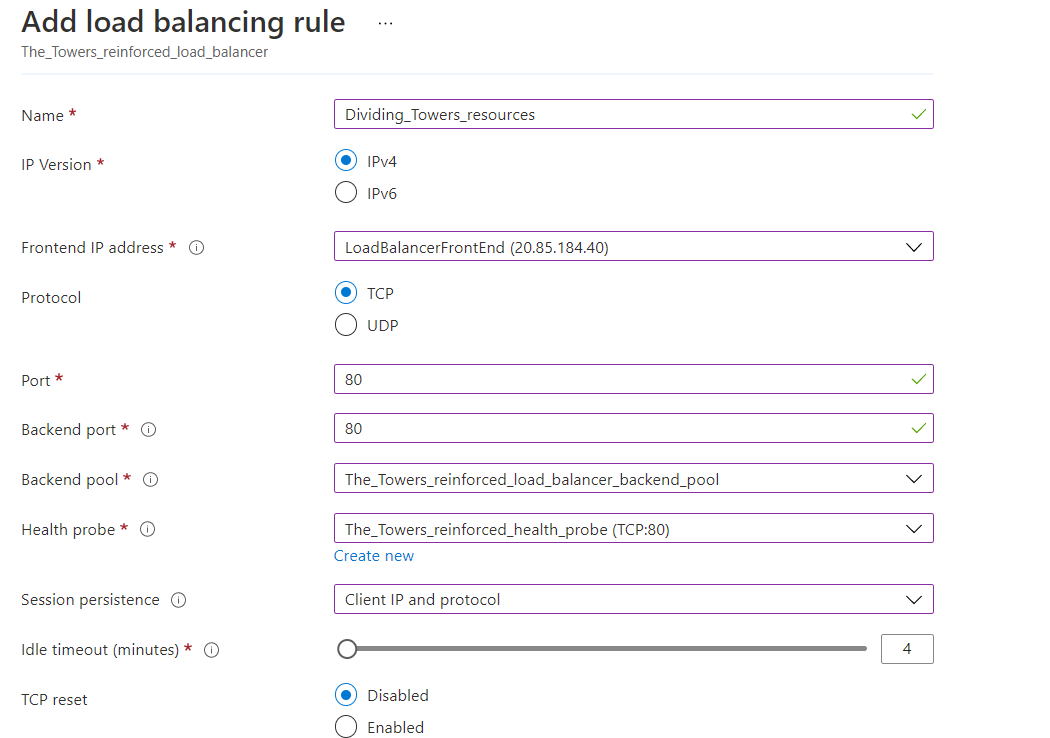 Add load balancing rule ...
The_Towers_reinforced_load_balancer
Name *
Dividing_Towers_resources
IP Version *
IPv4
IPv6
Frontend IP address *
LoadBalancerFrontEnd (20.85.184.40)
Protocol
TCP
UDP
Port *
80
Backend port *
80
Backend pool *
The_Towers_reinforced_load_balancer_backend_pool
Health probe *
The_Towers_reinforced_health_probe (TCP:80)
Create new
Session persistence
Client IP and protocol
Idle timeout (minutes) *
4
TCP reset
Disabled
Enabled